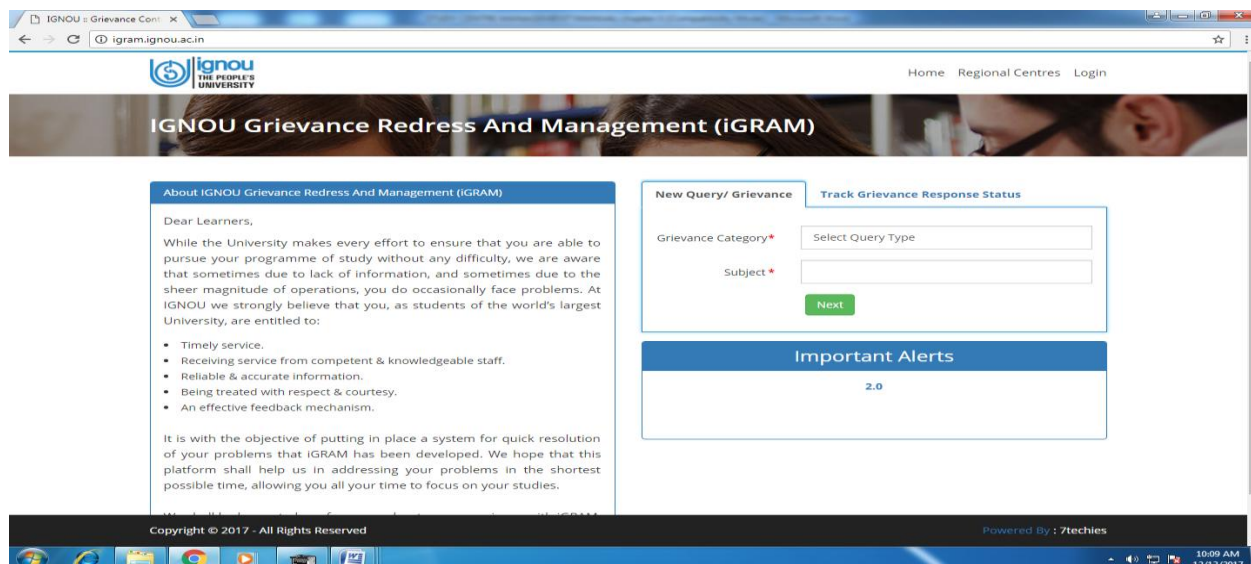 IGNOU :: Grievance Cont
igram.ignou.ac.in
ignou
THE PEOPLE'S
UNIVERSITY
Home Regional Centres Login
IGNOU Grievance Redress And Management (iGRAM)
About IGNOU Grievance Redress And Management (iGRAM)
Dear Learners,
While the University makes every effort to ensure that you are able to
pursue your programme of study without any difficulty, we are aware
that sometimes due to lack of information, and sometimes due to the
sheer magnitude of operations, you do occasionally face problems. At
IGNOU we strongly believe that you, as students of the world's largest
University, are entitled to:
• Timely service.
• Receiving service from competent & knowledgeable staff.
• Reliable & accurate information.
• Being treated with respect & courtesy.
• An effective feedback mechanism.
It is with the objective of putting in place a system for quick resolution
of your problems that iGRAM has been developed. We hope that this
platform shall help us in addressing your problems in the shortest
possible time, allowing you all your time to focus on your studies.
New Query/ Grievance Track Grievance Response Status
Grievance Category* Select Query Type
Subject *
Next
Important Alerts
2.0
Copyright © 2017 - All Rights Reserved
Powered By : 7techies
10:09 AM